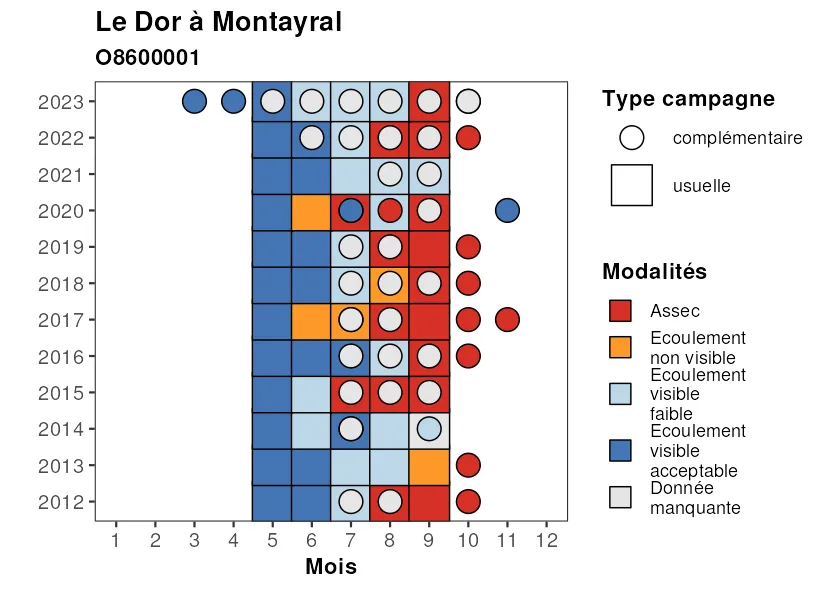 Le Dor à Montayral
O8600001
2023
2022
2021
2020
2019
2018
2017
2016
2015
2014
2013
2012
1 2 3 4 5 6 7 8 9 10 11 12
Mois
Type campagne
complémentaire
usuelle
Modalités
Assec
Ecoulement
non visible
Ecoulement
visible
faible
Ecoulement
visible
acceptable
Donnée
manquante